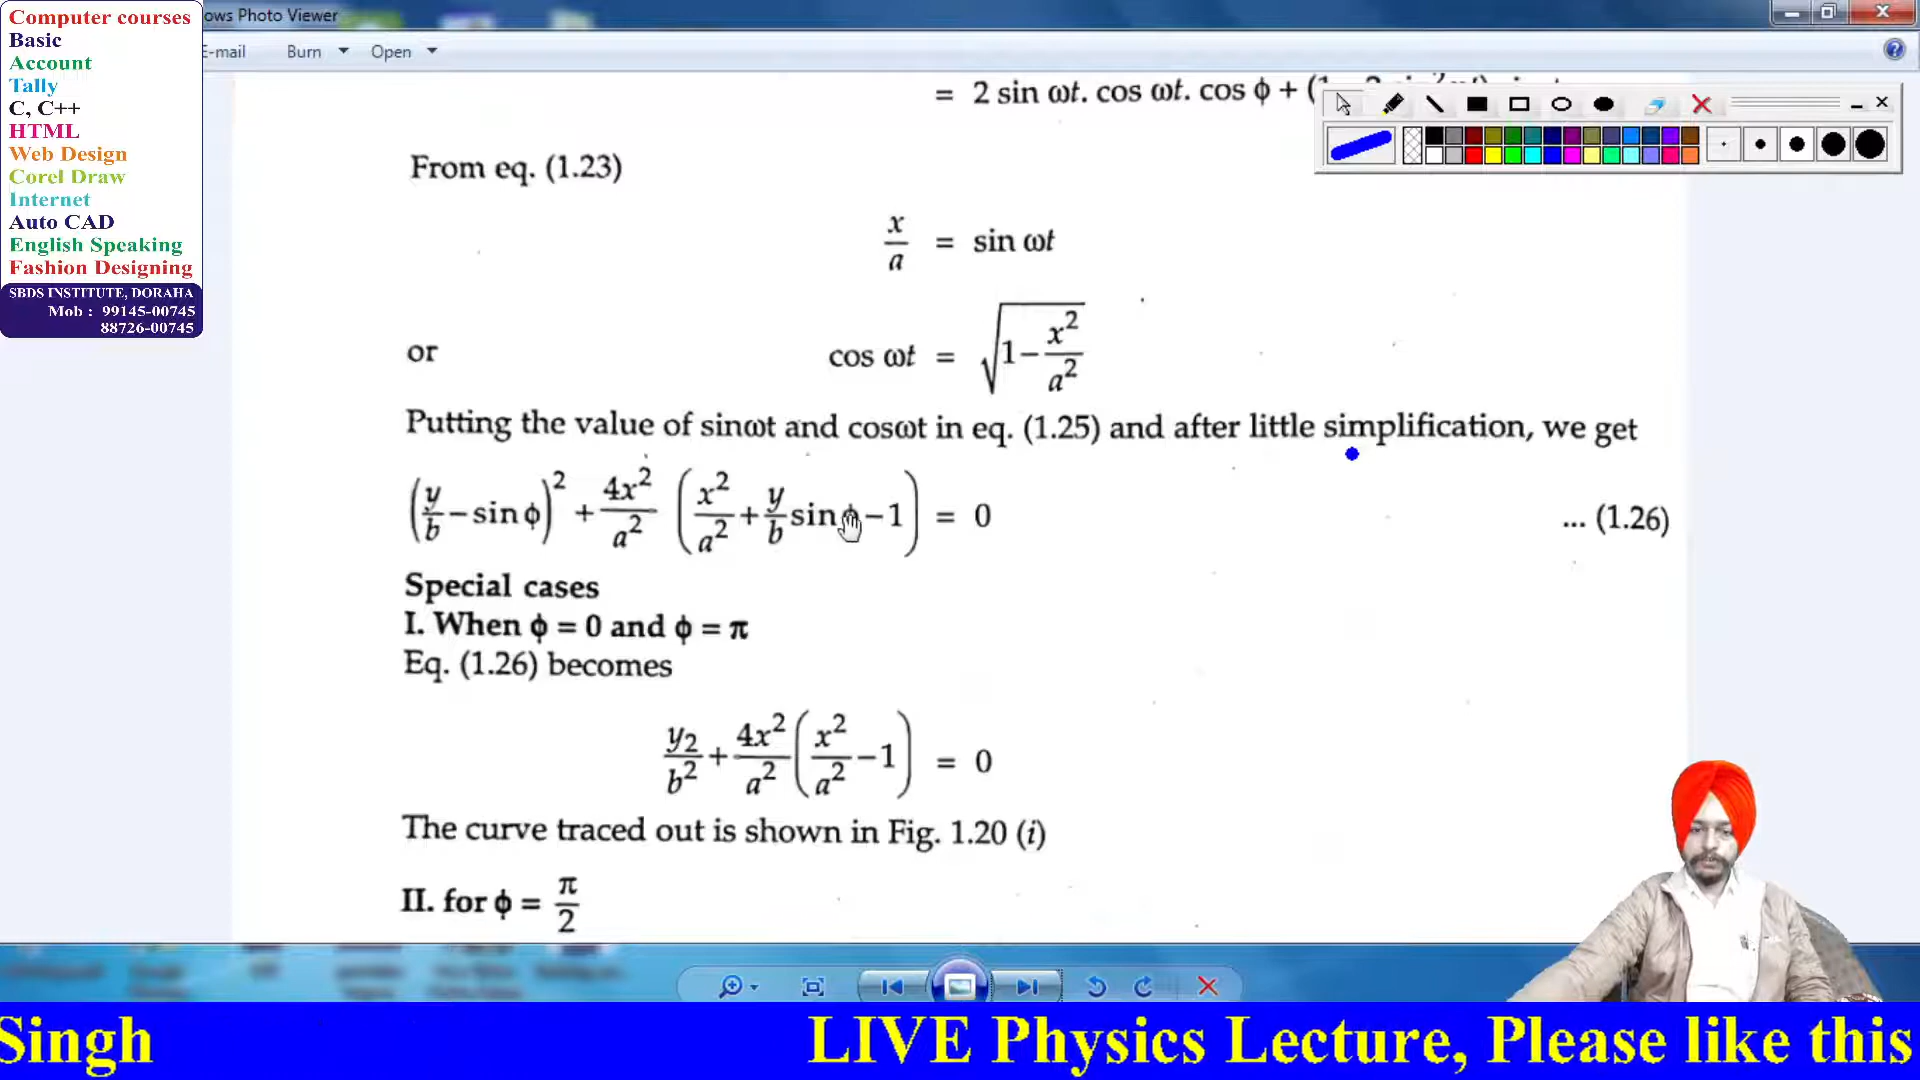 Computer courses
Basic
Account
Tally
C, C++
HTML
Web Design
Corel Draw
Internet
Auto CAD
English Speaking
Fashion Designing
SBDS INSTITUTE, DORAHA
Mob : 99145-00745
88726-00745
ows Photo Viewer
E-mail Burn Open
= 2 sin ωt. cos ωt. cos ϕ + (1
From eq. (1.23)
x/a = sin ωt
or cos ωt = √(1 − x²/a²)
Putting the value of sinωt and cosωt in eq. (1.25) and after little simplification, we get
(y/b − sin ϕ)² + 4x²/a² (x²/a² + y/b sin ϕ − 1) = 0 ... (1.26)
Special cases
I. When ϕ = 0 and ϕ = π
Eq. (1.26) becomes
y2/b² + 4x²/a² (x²/a² − 1) = 0
The curve traced out is shown in Fig. 1.20 (i)
II. for ϕ = π/2
Singh LIVE Physics Lecture, Please like this